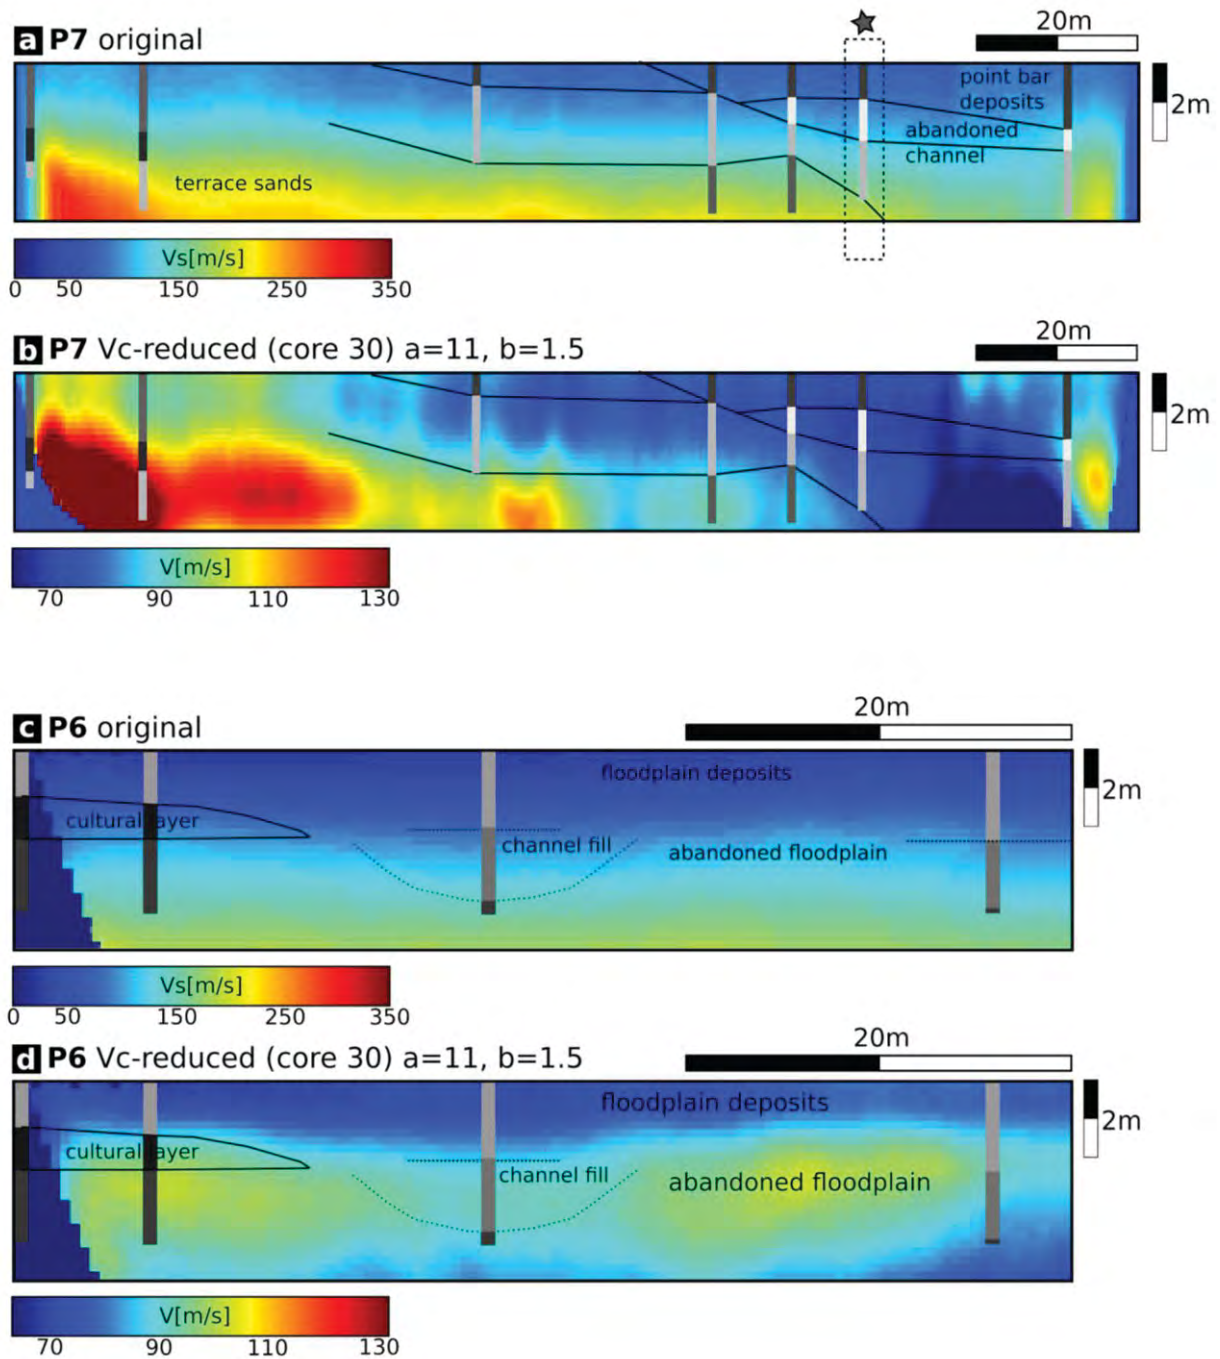 a P7 original
20m
point bar
deposits
2m
abandoned
channel
terrace sands
Vs[m/s]
0 50 150 250 350
b P7 Vc-reduced (core 30) a=11, b=1.5
20m
2m
V[m/s]
70 90 110 130
c P6 original
20m
floodplain deposits
2m
cultural layer
channel fill
abandoned floodplain
Vs[m/s]
0 50 150 250 350
d P6 Vc-reduced (core 30) a=11, b=1.5
20m
floodplain deposits
2m
cultural layer
channel fill
abandoned floodplain
V[m/s]
70 90 110 130